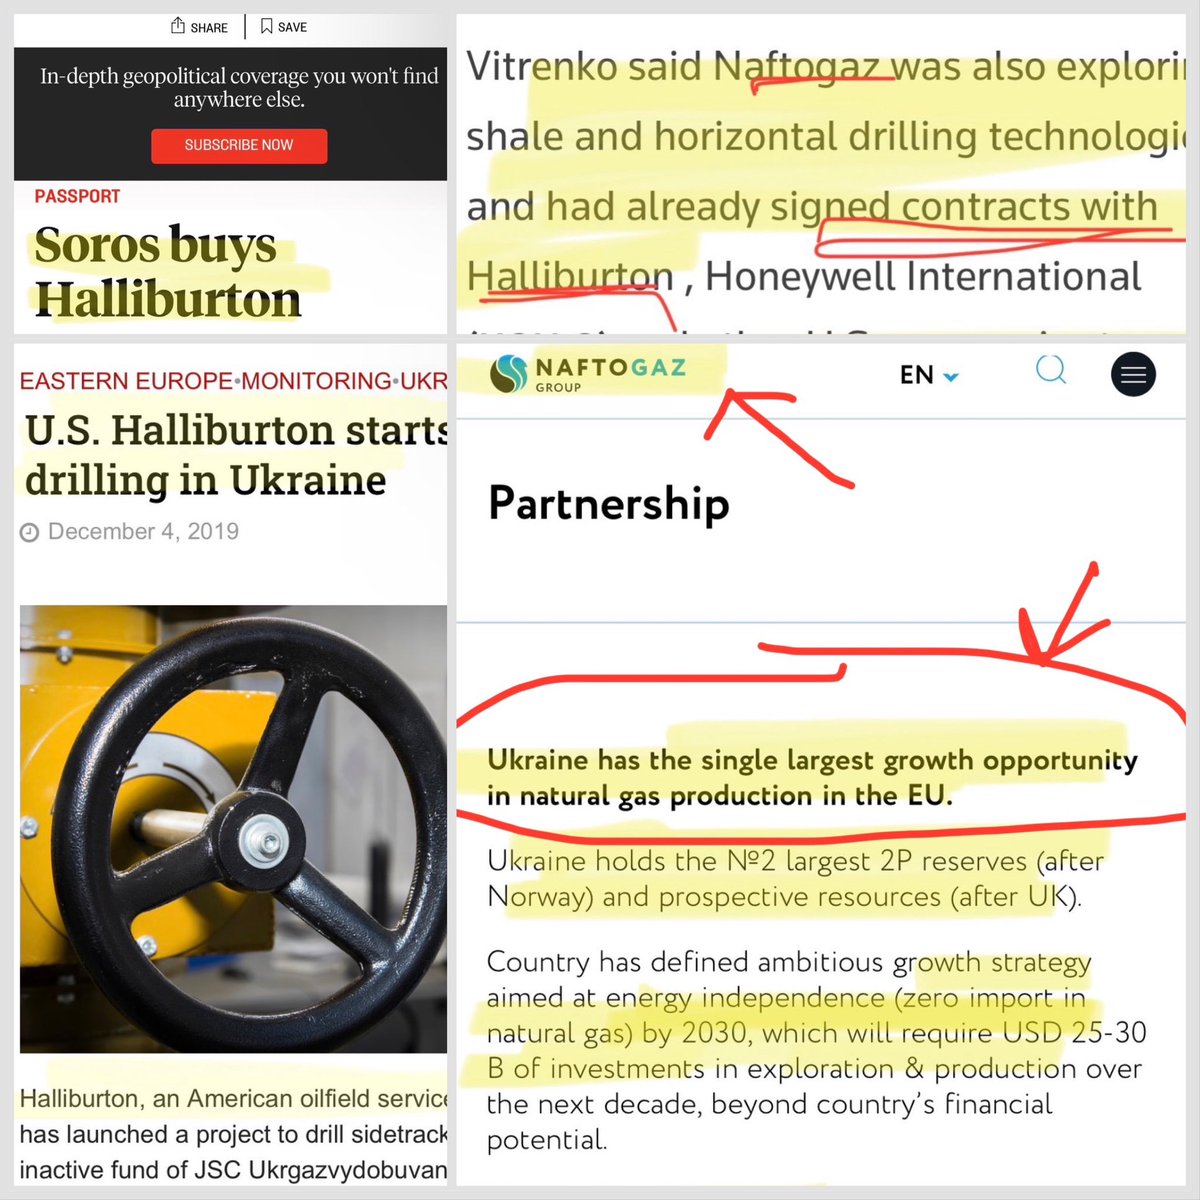 SHARE
SAVE
In-depth geopolitical coverage you won't find
anywhere else.
SUBSCRIBE NOW
PASSPORT
Soros buys
Halliburton
Vitrenko said Naftogaz was also explori
shale and horizontal drilling technologi
and had already signed contracts with
Halliburton , Honeywell International
EASTERN EUROPE•MONITORING•UKR
U.S. Halliburton starts
drilling in Ukraine
December 4, 2019
Halliburton, an American oilfield service
has launched a project to drill sidetrack
inactive fund of JSC Ukrgazvydobuvan
NAFTOGAZ
GROUP
EN
Partnership
Ukraine has the single largest growth opportunity
in natural gas production in the EU.
Ukraine holds the №2 largest 2P reserves (after
Norway) and prospective resources (after UK).
Country has defined ambitious growth strategy
aimed at energy independence (zero import in
natural gas) by 2030, which will require USD 25-30
B of investments in exploration & production over
the next decade, beyond country's financial
potential.